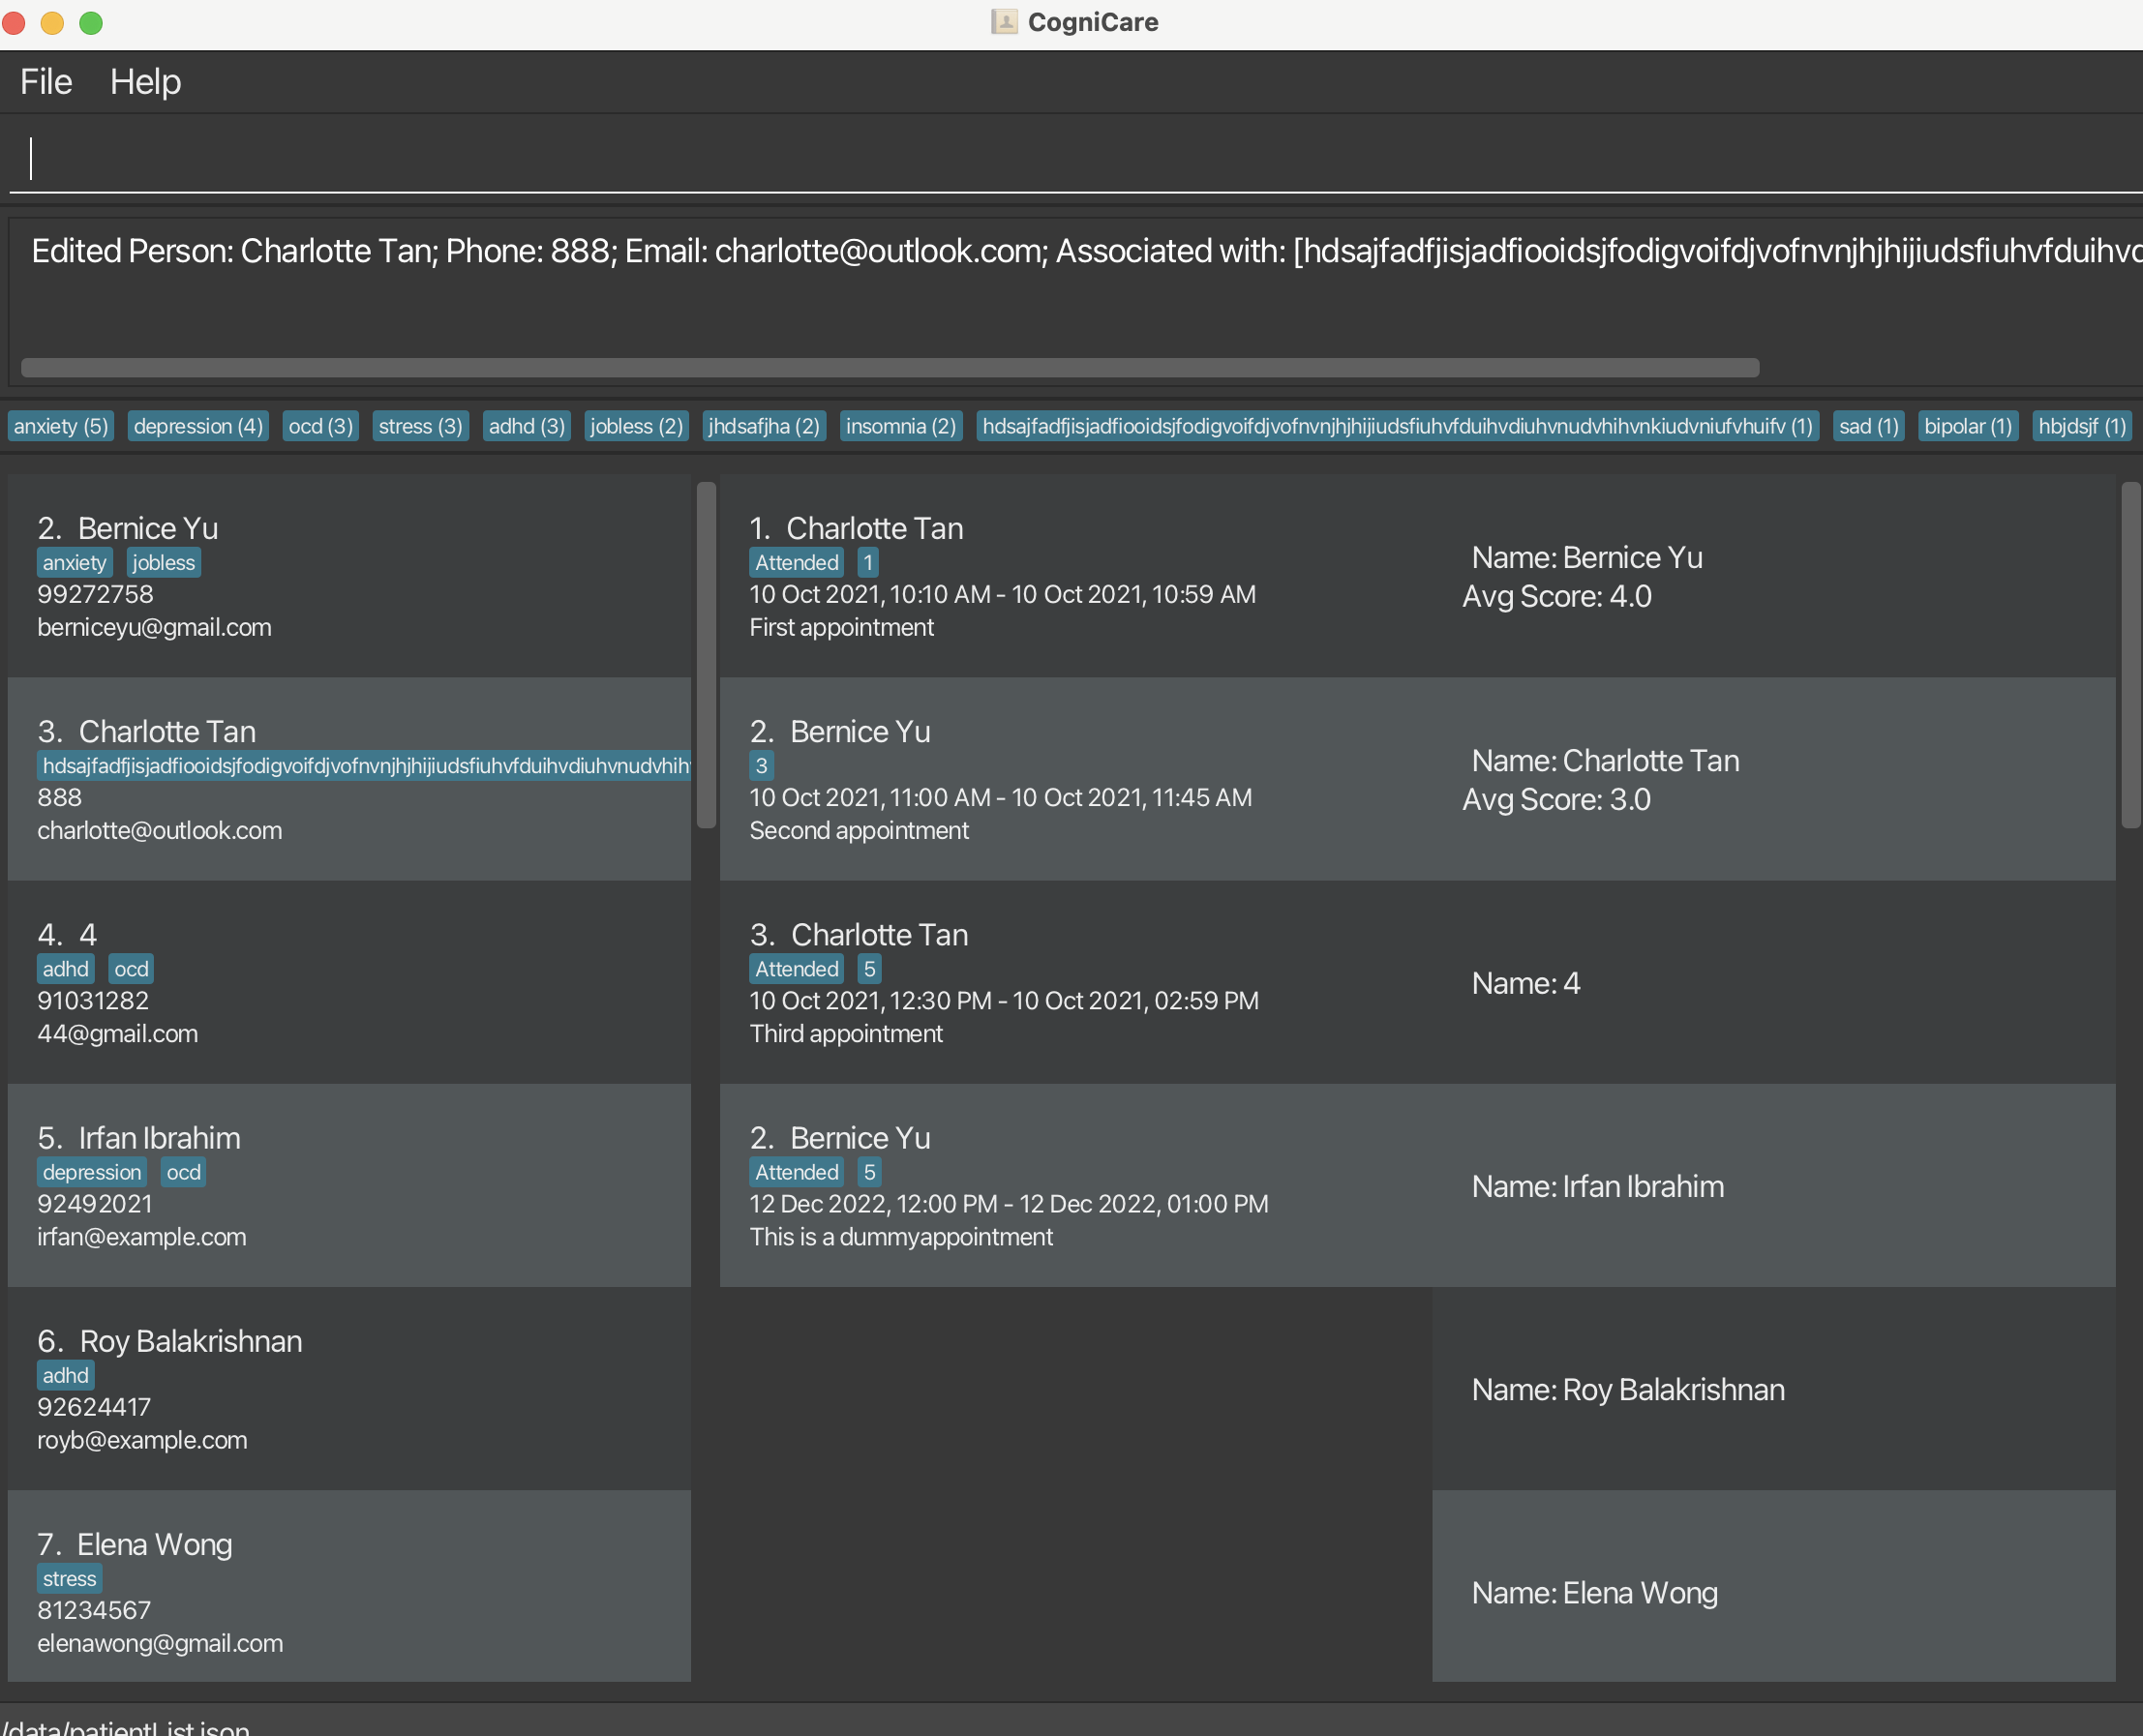 CogniCare
File Help
Edited Person: Charlotte Tan; Phone: 888; Email: charlotte@outlook.com; Associated with: [hdsajfadfjisjadfiooidsjfodigvoifdjvofnvnjhjhijiudsfiuhvfduihvd
anxiety (5) depression (4) ocd (3) stress (3) adhd (3) jobless (2) jhdsafjha (2) insomnia (2) hdsajfadfjisjadfiooidsjfodigvoifdjvofnvnjhjhijiudsfiuhvfduihvdiuhvnudvhihvnkiudvniufvhuifv (1) sad (1) bipolar (1) hbjdsjf (1)
2. Bernice Yu
anxiety jobless
99272758
berniceyu@gmail.com
3. Charlotte Tan
hdsajfadfjisjadfiooidsjfodigvoifdjvofnvnjhjhijiudsfiuhvfduihvdiuhvnudvhih
888
charlotte@outlook.com
4. 4
adhd ocd
91031282
44@gmail.com
5. Irfan Ibrahim
depression ocd
92492021
irfan@example.com
6. Roy Balakrishnan
adhd
92624417
royb@example.com
7. Elena Wong
stress
81234567
elenawong@gmail.com
1. Charlotte Tan
Attended 1
10 Oct 2021, 10:10 AM - 10 Oct 2021, 10:59 AM
First appointment
2. Bernice Yu
3
10 Oct 2021, 11:00 AM - 10 Oct 2021, 11:45 AM
Second appointment
3. Charlotte Tan
Attended 5
10 Oct 2021, 12:30 PM - 10 Oct 2021, 02:59 PM
Third appointment
2. Bernice Yu
Attended 5
12 Dec 2022, 12:00 PM - 12 Dec 2022, 01:00 PM
This is a dummyappointment
Name: Bernice Yu
Avg Score: 4.0
Name: Charlotte Tan
Avg Score: 3.0
Name: 4
Name: Irfan Ibrahim
Name: Roy Balakrishnan
Name: Elena Wong
/data/patientList.json